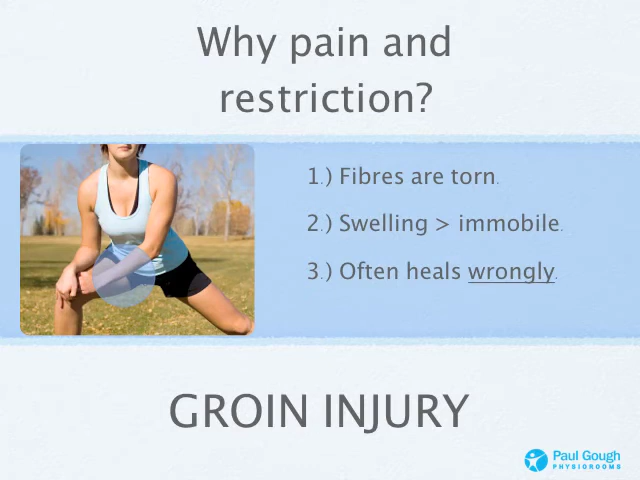 Why pain and
restriction?
1.) Fibres are torn.
2.) Swelling > immobile.
3.) Often heals wrongly.
GROIN INJURY
Paul Gough
PHYSIOROOMS